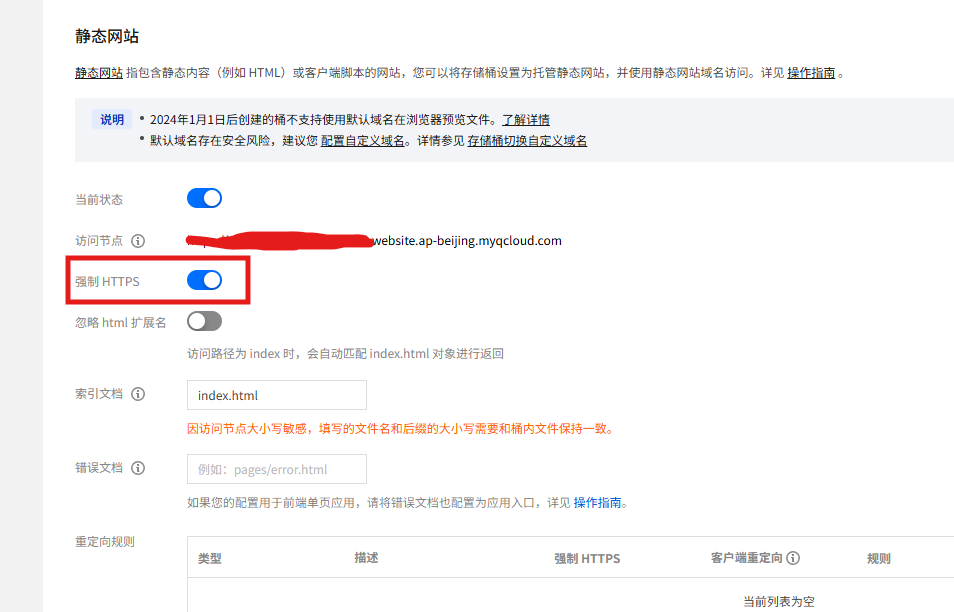 静态网站
静态网站 指包含静态内容（例如 HTML）或客户端脚本的网站，您可以将存储桶设置为托管静态网站，并使用静态网站域名访问。详见 操作指南 。
说明
• 2024年1月1日后创建的桶不支持使用默认域名在浏览器预览文件。了解详情
• 默认域名存在安全风险，建议您 配置自定义域名。详情参见 存储桶切换自定义域名
当前状态
访问节点 website.ap-beijing.myqcloud.com
强制 HTTPS
忽略 html 扩展名
访问路径为 index 时，会自动匹配 index.html 对象进行返回
索引文档 index.html
因访问节点大小写敏感，填写的文件名和后缀的大小写需要和桶内文件保持一致。
错误文档 例如：pages/error.html
如果您的配置用于前端单页应用，请将错误文档也配置为应用入口，详见 操作指南。
重定向规则
类型 描述 强制 HTTPS 客户端重定向 规则
当前列表为空